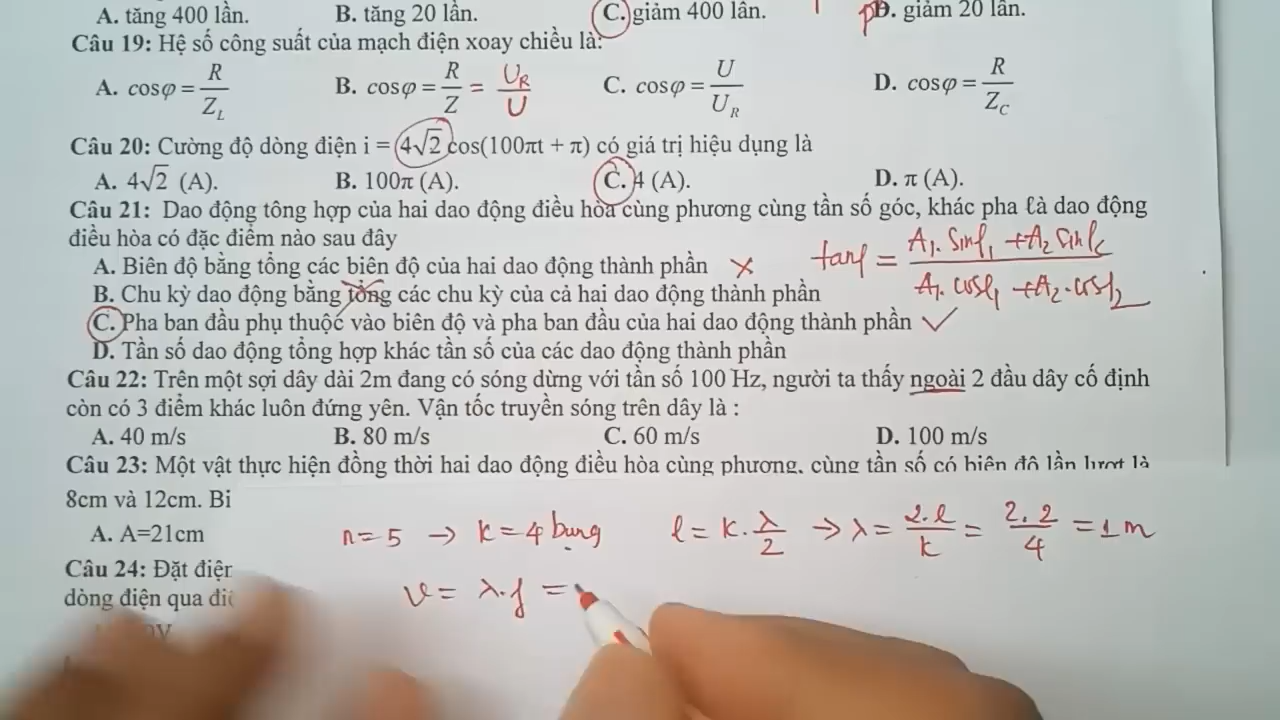 A. tăng 400 lần. B. tăng 20 lần. C. giảm 400 lần. D. giảm 20 lần.
Câu 19: Hệ số công suất của mạch điện xoay chiều là:
A. cosφ = R/Z_L B. cosφ = R/Z = U_R/U C. cosφ = U/U_R D. cosφ = R/Z_C
Câu 20: Cường độ dòng điện i = 4√2 cos(100πt + π) có giá trị hiệu dụng là
A. 4√2 (A). B. 100π (A). C. 4 (A). D. π (A).
Câu 21: Dao động tông hợp của hai dao động điều hòa cùng phương cùng tần số góc, khác pha là dao động
điều hòa có đặc điểm nào sau đây
A. Biên độ bằng tổng các biên độ của hai dao động thành phần
tanφ = (A₁.sinφ₁ + A₂ sinφ₂)/(A₁.cosφ₁ + A₂.cosφ₂)
B. Chu kỳ dao động bằng tổng các chu kỳ của cả hai dao động thành phần
C. Pha ban đầu phụ thuộc vào biên độ và pha ban đầu của hai dao động thành phần ✓
D. Tần số dao động tổng hợp khác tần số của các dao động thành phần
Câu 22: Trên một sợi dây dài 2m đang có sóng dừng với tần số 100 Hz, người ta thấy ngoài 2 đầu dây cố định
còn có 3 điểm khác luôn đứng yên. Vận tốc truyền sóng trên dây là :
A. 40 m/s B. 80 m/s C. 60 m/s D. 100 m/s
Câu 23: Một vật thực hiện đồng thời hai dao động điều hòa cùng phương, cùng tần số có biên độ lần lượt là
8cm và 12cm. Bi
A. A=21cm n = 5 → k = 4 bụng l = k.λ/2 → λ = 2.l/k = 2.2/4 = 1m
Câu 24: Đặt điện
dòng điện qua v = λ.f =